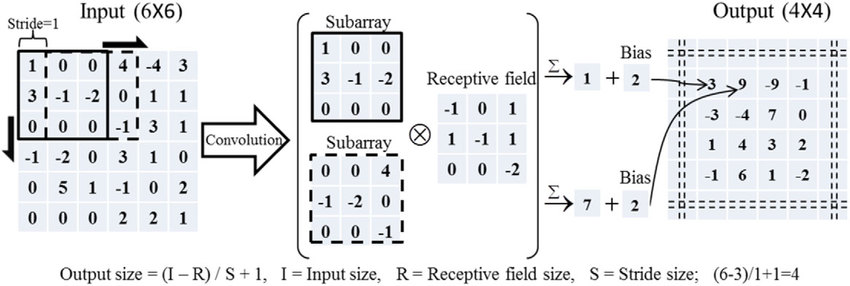 Input (6X6)
Stride=1
1 0 0 4 -4 3
3 -1 -2 0 1 1
0 0 0 -1 3 1
-1 -2 0 3 1 0
0 5 1 -1 0 2
0 0 0 2 2 1
Convolution
Subarray
1 0 0
3 -1 -2
0 0 0
Subarray
0 0 4
-1 -2 0
0 0 -1
⊗
Receptive field
-1 0 1
1 -1 1
0 0 -2
Σ
1 + 2
Bias
Σ
7 + 2
Bias
Output (4X4)
3 9 -9 -1
-3 -4 7 0
1 4 3 2
-1 6 1 -2
Output size = (I – R) / S + 1, I = Input size, R = Receptive field size, S = Stride size; (6-3)/1+1=4